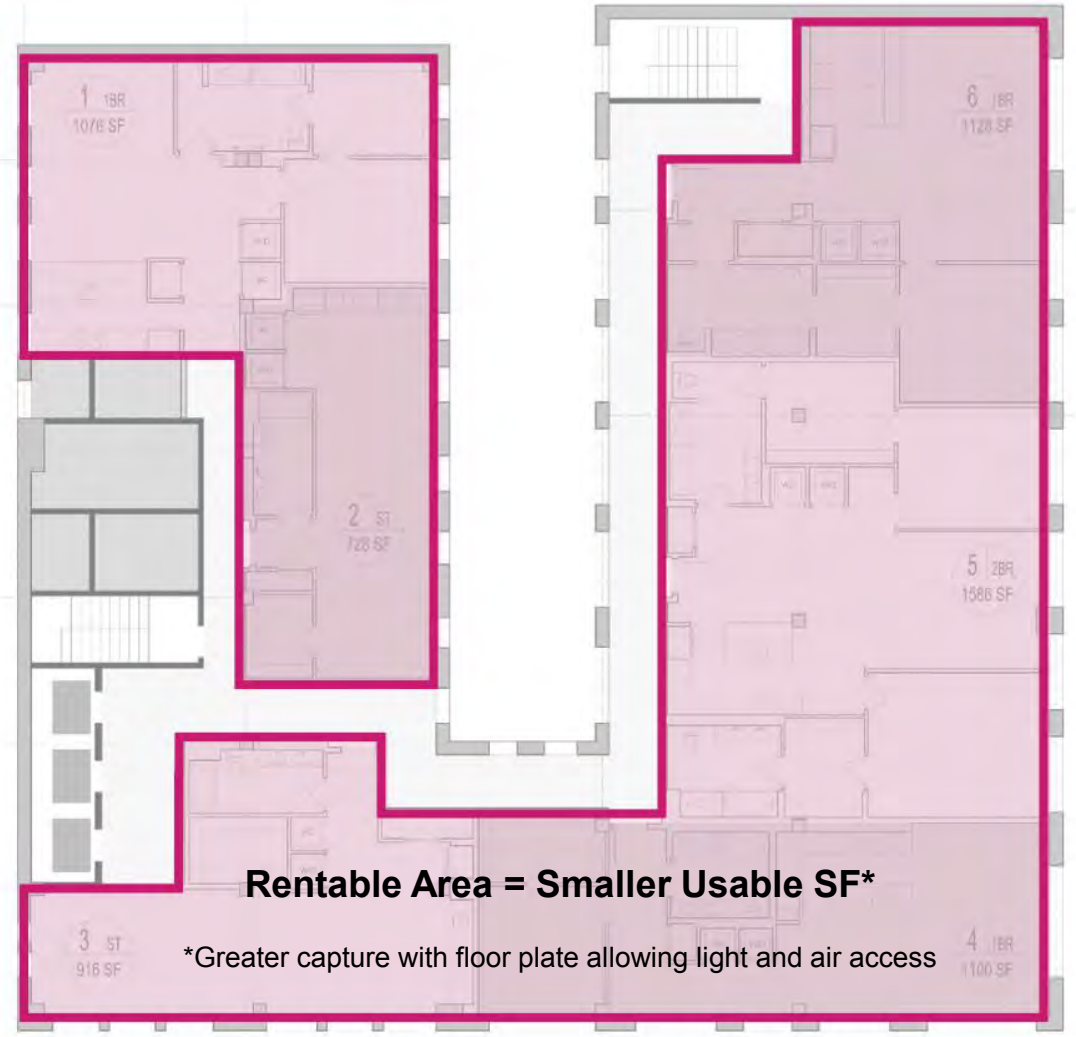 1 1BR
1076 SF
6 1BR
1128 SF
2 ST
728 SF
5 2BR
1586 SF
Rentable Area = Smaller Usable SF*
3 ST
916 SF
*Greater capture with floor plate allowing light and air access
4 1BR
1100 SF